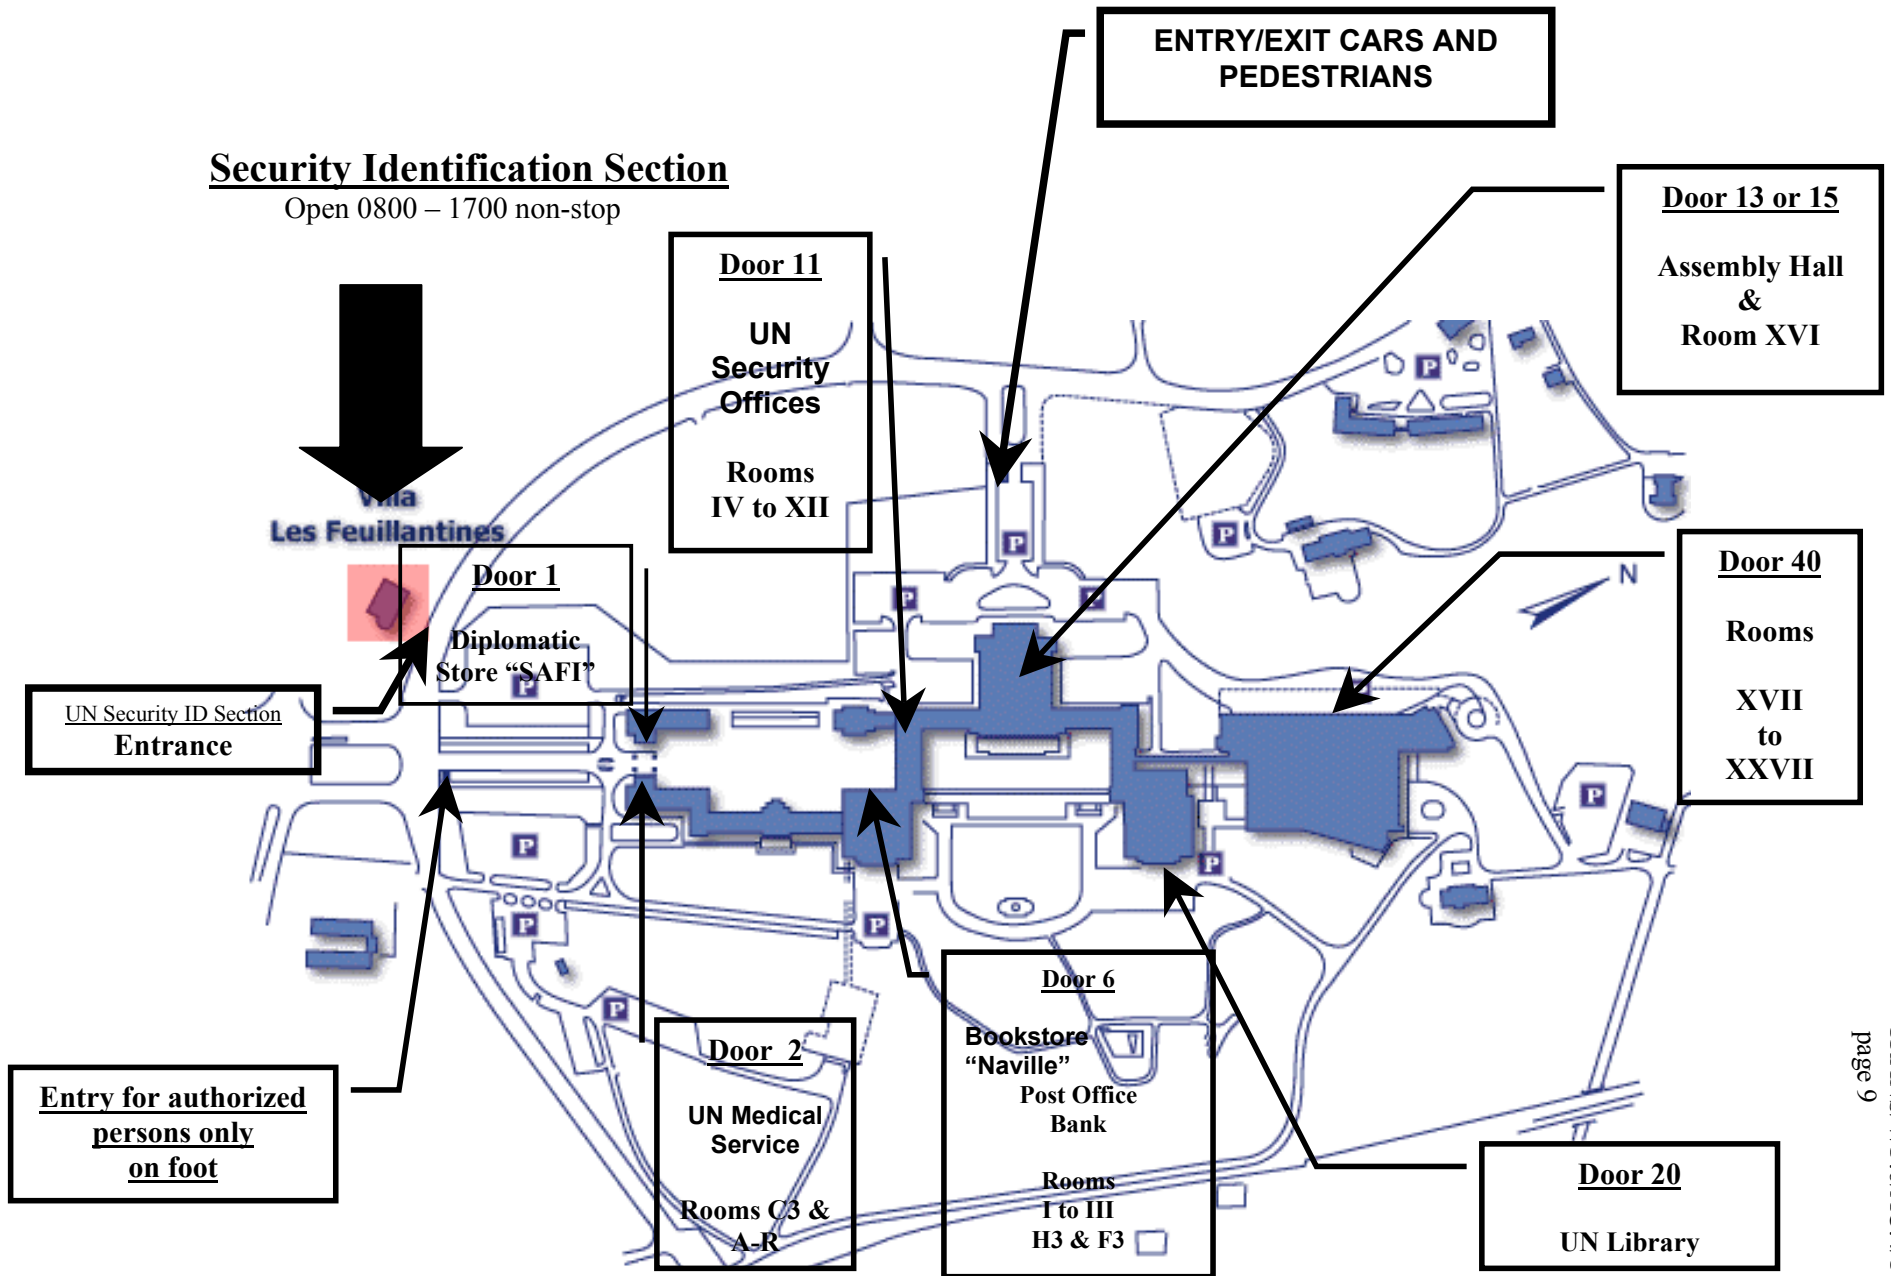 ENTRY/EXIT CARS AND
PEDESTRIANS
Security Identification Section
Open 0800 – 1700 non-stop
Door 13 or 15
Assembly Hall
&
Room XVI
Door 11
UN
Security
Offices
Rooms
IV to XII
Villa
Les Feuillantines
P
P
P
P
P
Door 1
Diplomatic
Store “SAFI”
P
N
Door 40
Rooms
XVII
to
XXVII
UN Security ID Section
Entrance
P
P
P
P
P
P
Door 6
Bookstore
“Naville”
Post Office
Bank
Rooms
I to III
H3 & F3
Door 2
UN Medical
Service
Rooms C3 &
A-R
Entry for authorized
persons only
on foot
Door 20
UN Library
page 9